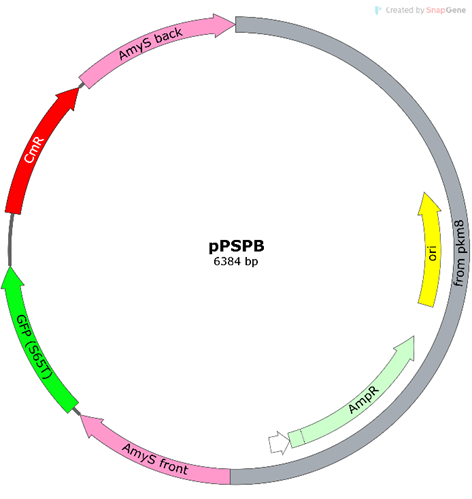 Created by SnapGene
AmyS back
CmR
pPSPB
6384 bp
from pkm8
ori
GFP (S65T)
AmpR
AmyS front